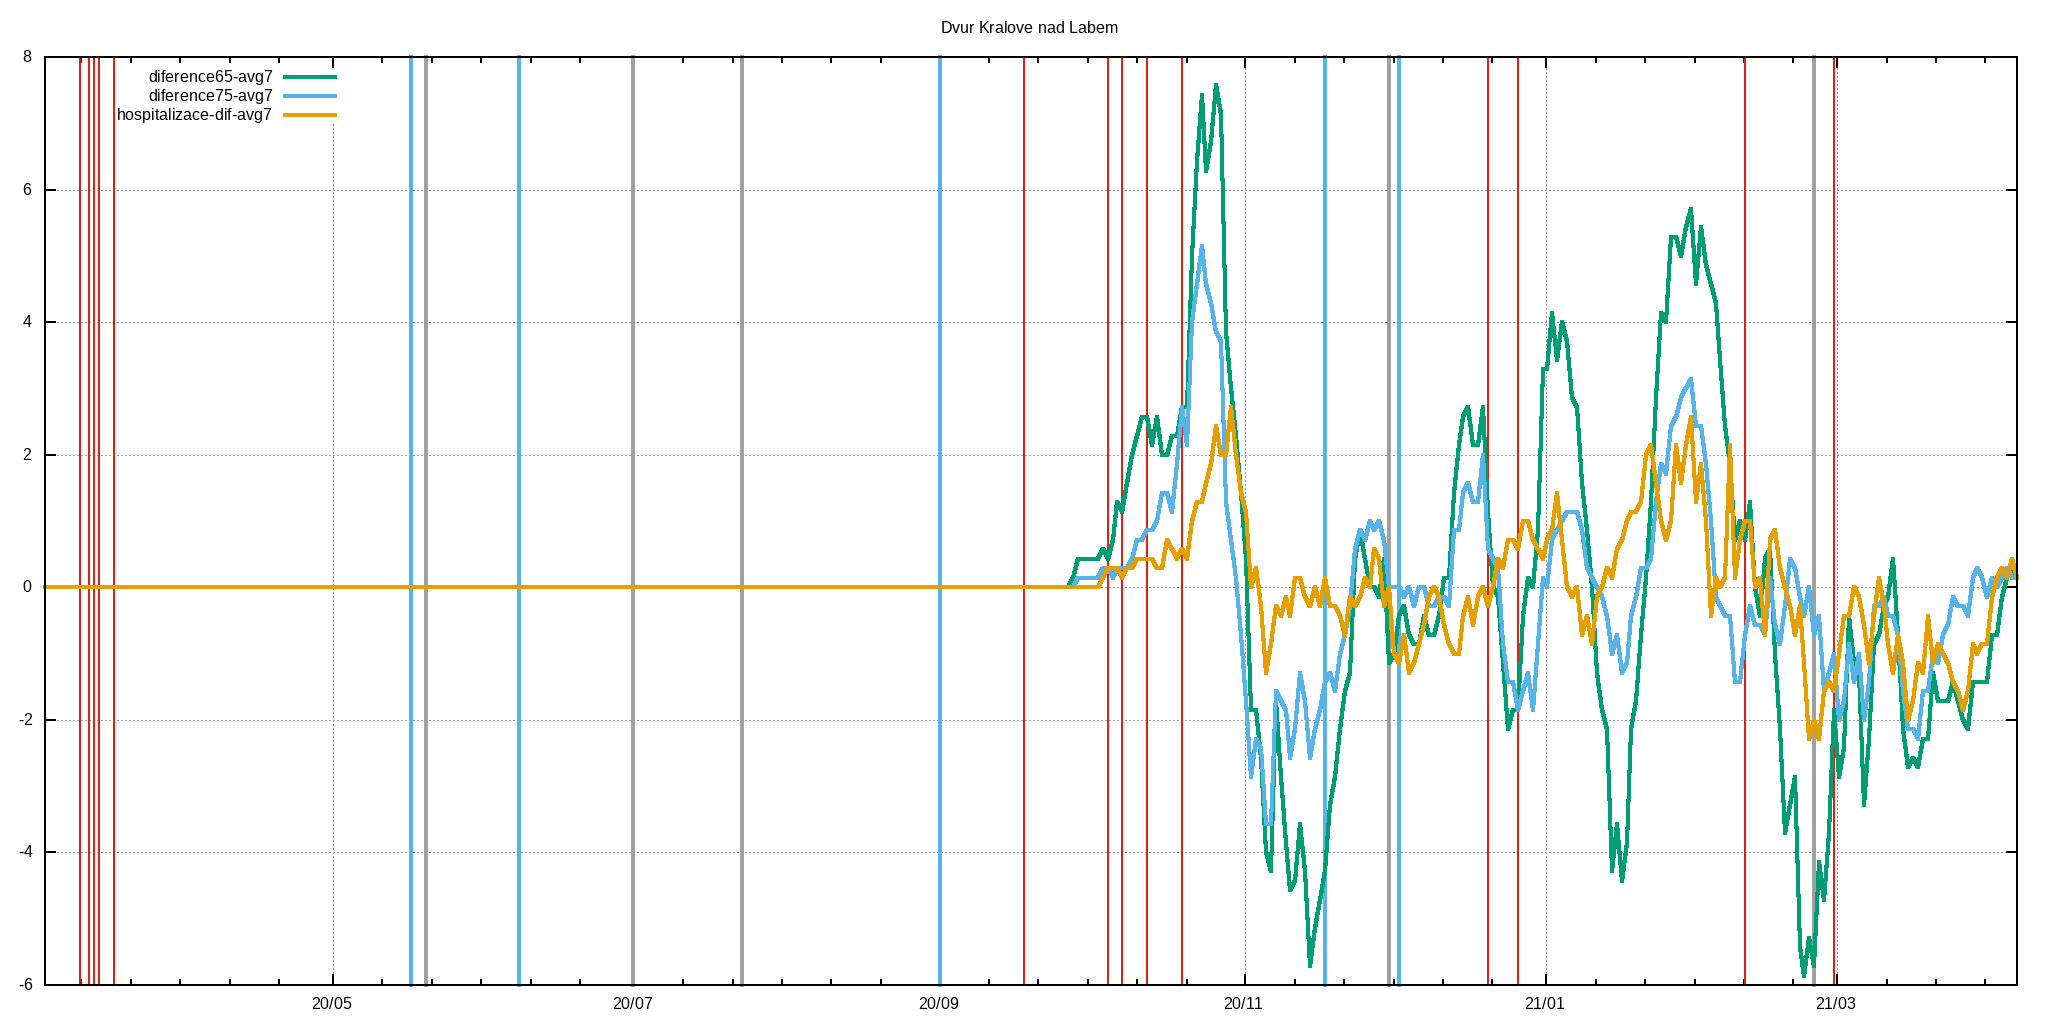 Dvur Kralove nad Labem
8
diference65-avg7
diference75-avg7
hospitalizace-dif-avg7
6
4
2
0
-2
-4
-6
20/05 20/07 20/09 20/11 21/01 21/03